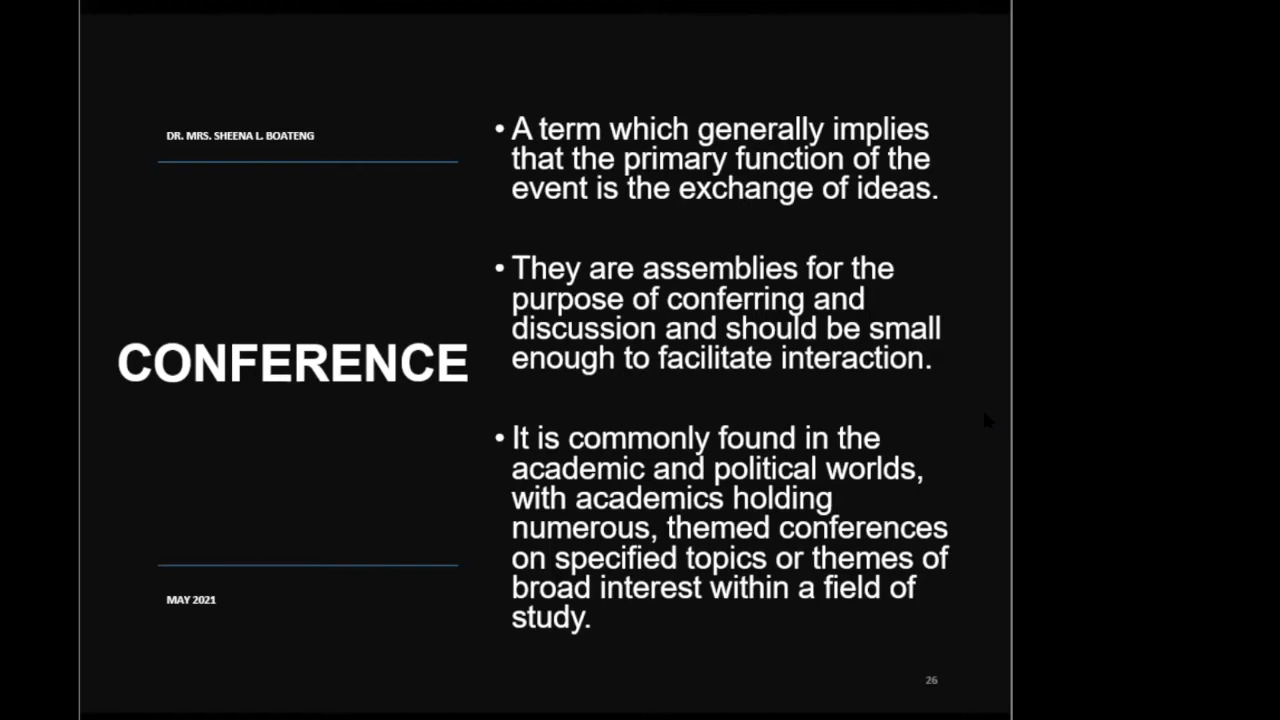 DR. MRS. SHEENA L. BOATENG
CONFERENCE
MAY 2021
• A term which generally implies
that the primary function of the
event is the exchange of ideas.
• They are assemblies for the
purpose of conferring and
discussion and should be small
enough to facilitate interaction.
• It is commonly found in the
academic and political worlds,
with academics holding
numerous, themed conferences
on specified topics or themes of
broad interest within a field of
study.
26